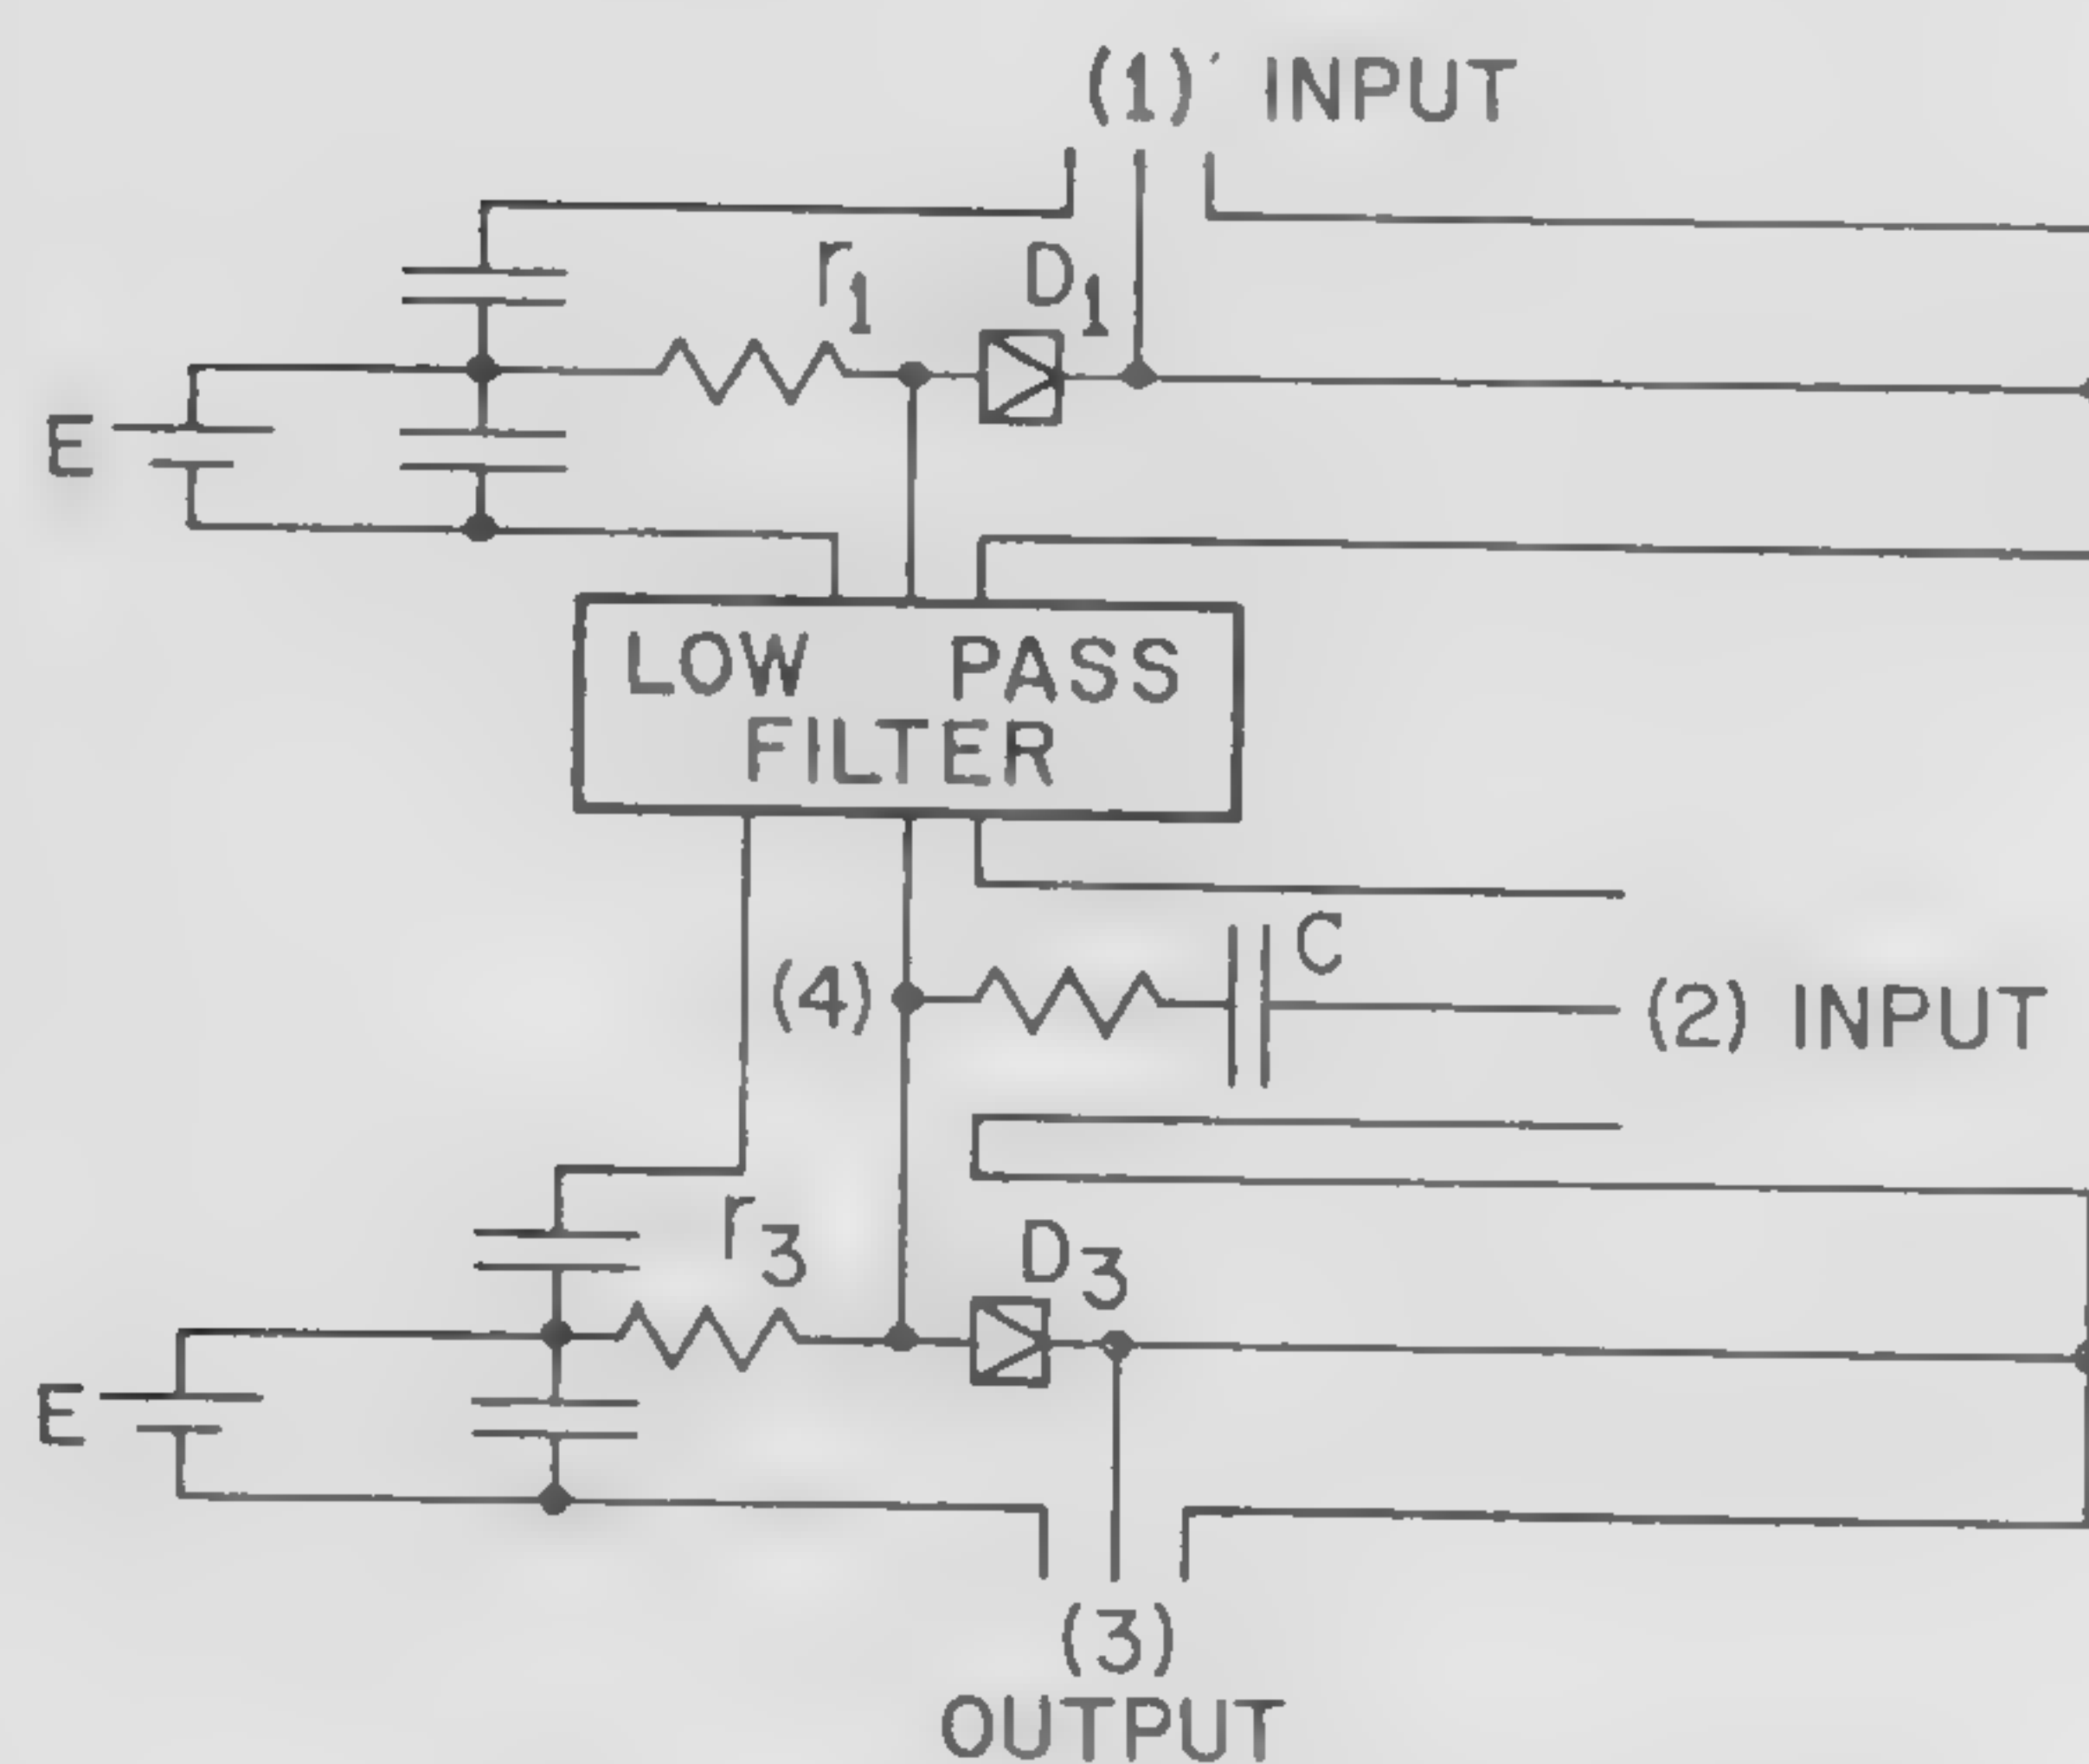 (1)' INPUT
r1
D1
E
LOW PASS
FILTER
C
(4)
(2) INPUT
r3
D3
E
(3)
OUTPUT